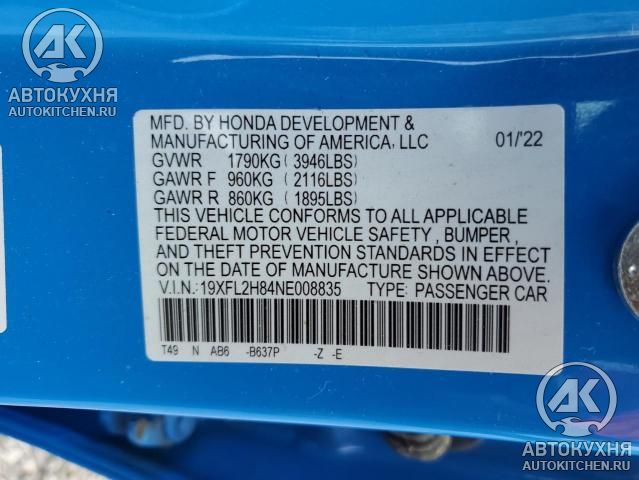 АК
АВТОКУХНЯ
AUTOKITCHEN.RU
MFD. BY HONDA DEVELOPMENT &
MANUFACTURING OF AMERICA, LLC 01/'22
GVWR 1790KG (3946LBS)
GAWR F 960KG (2116LBS)
GAWR R 860KG (1895LBS)
THIS VEHICLE CONFORMS TO ALL APPLICABLE
FEDERAL MOTOR VEHICLE SAFETY , BUMPER ,
AND THEFT PREVENTION STANDARDS IN EFFECT
ON THE DATE OF MANUFACTURE SHOWN ABOVE.
V.I.N.:19XFL2H84NE008835 TYPE: PASSENGER CAR
T49 N AB6 -B637P -Z -E
АК
АВТОКУХНЯ
AUTOKITCHEN.RU